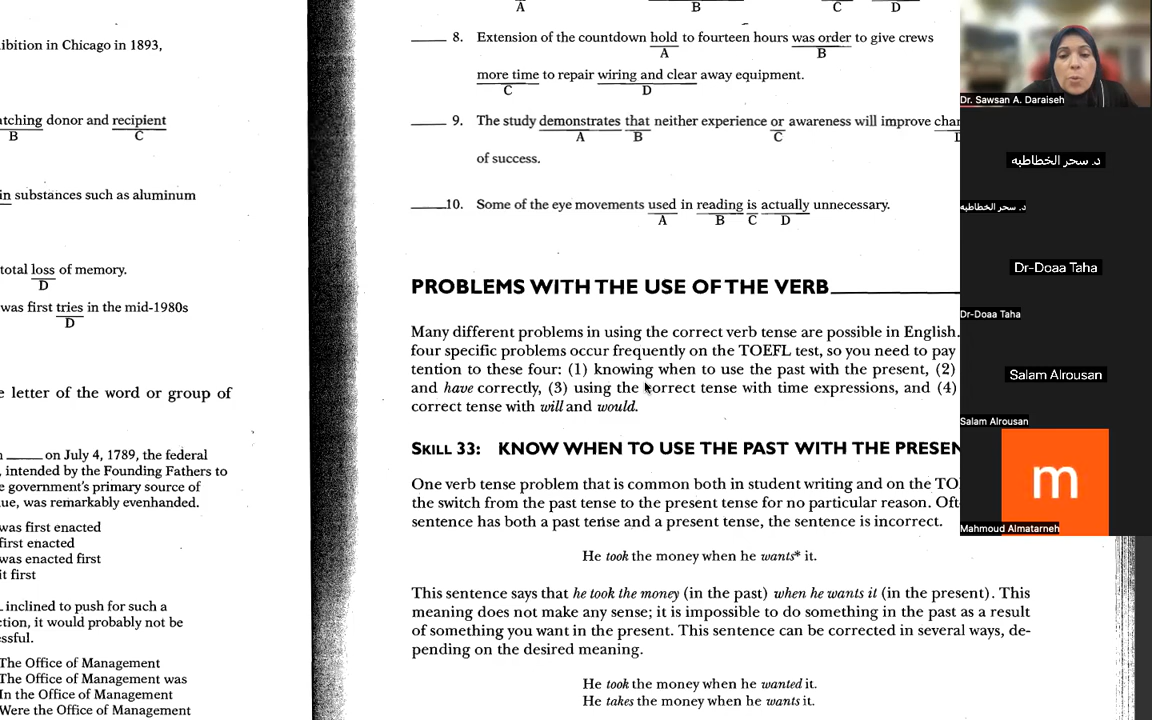 ibition in Chicago in 1893,
atching donor and recipient
B C
in substances such as aluminum
total loss of memory.
D
was first tries in the mid-1980s
D
e letter of the word or group of
on July 4, 1789, the federal
, intended by the Founding Fathers to
e government's primary source of
ue, was remarkably evenhanded.
was first enacted
first enacted
was enacted first
it first
inclined to push for such a
ction, it would probably not be
essful.
The Office of Management
The Office of Management was
In the Office of Management
Were the Office of Management
A B C D
8. Extension of the countdown hold to fourteen hours was order to give crews
A B
more time to repair wiring and clear away equipment.
C D
9. The study demonstrates that neither experience or awareness will improve chan
A B C
of success.
10. Some of the eye movements used in reading is actually unnecessary.
A B C D
PROBLEMS WITH THE USE OF THE VERB
Many different problems in using the correct verb tense are possible in English.
four specific problems occur frequently on the TOEFL test, so you need to pay
tention to these four: (1) knowing when to use the past with the present, (2)
and have correctly, (3) using the correct tense with time expressions, and (4)
correct tense with will and would.
SKILL 33: KNOW WHEN TO USE THE PAST WITH THE PRESEN
One verb tense problem that is common both in student writing and on the TO
the switch from the past tense to the present tense for no particular reason. Oft
sentence has both a past tense and a present tense, the sentence is incorrect.
He took the money when he wants* it.
This sentence says that he took the money (in the past) when he wants it (in the present). This
meaning does not make any sense; it is impossible to do something in the past as a result
of something you want in the present. This sentence can be corrected in several ways, de-
pending on the desired meaning.
He took the money when he wanted it.
He takes the money when he wants it.
Dr. Sawsan A. Daraiseh
د. سحر الخطاطبه
د. سحر الخطاطبه
Dr-Doaa Taha
Dr-Doaa Taha
Salam Alrousan
Salam Alrousan
m
Mahmoud Almatarneh